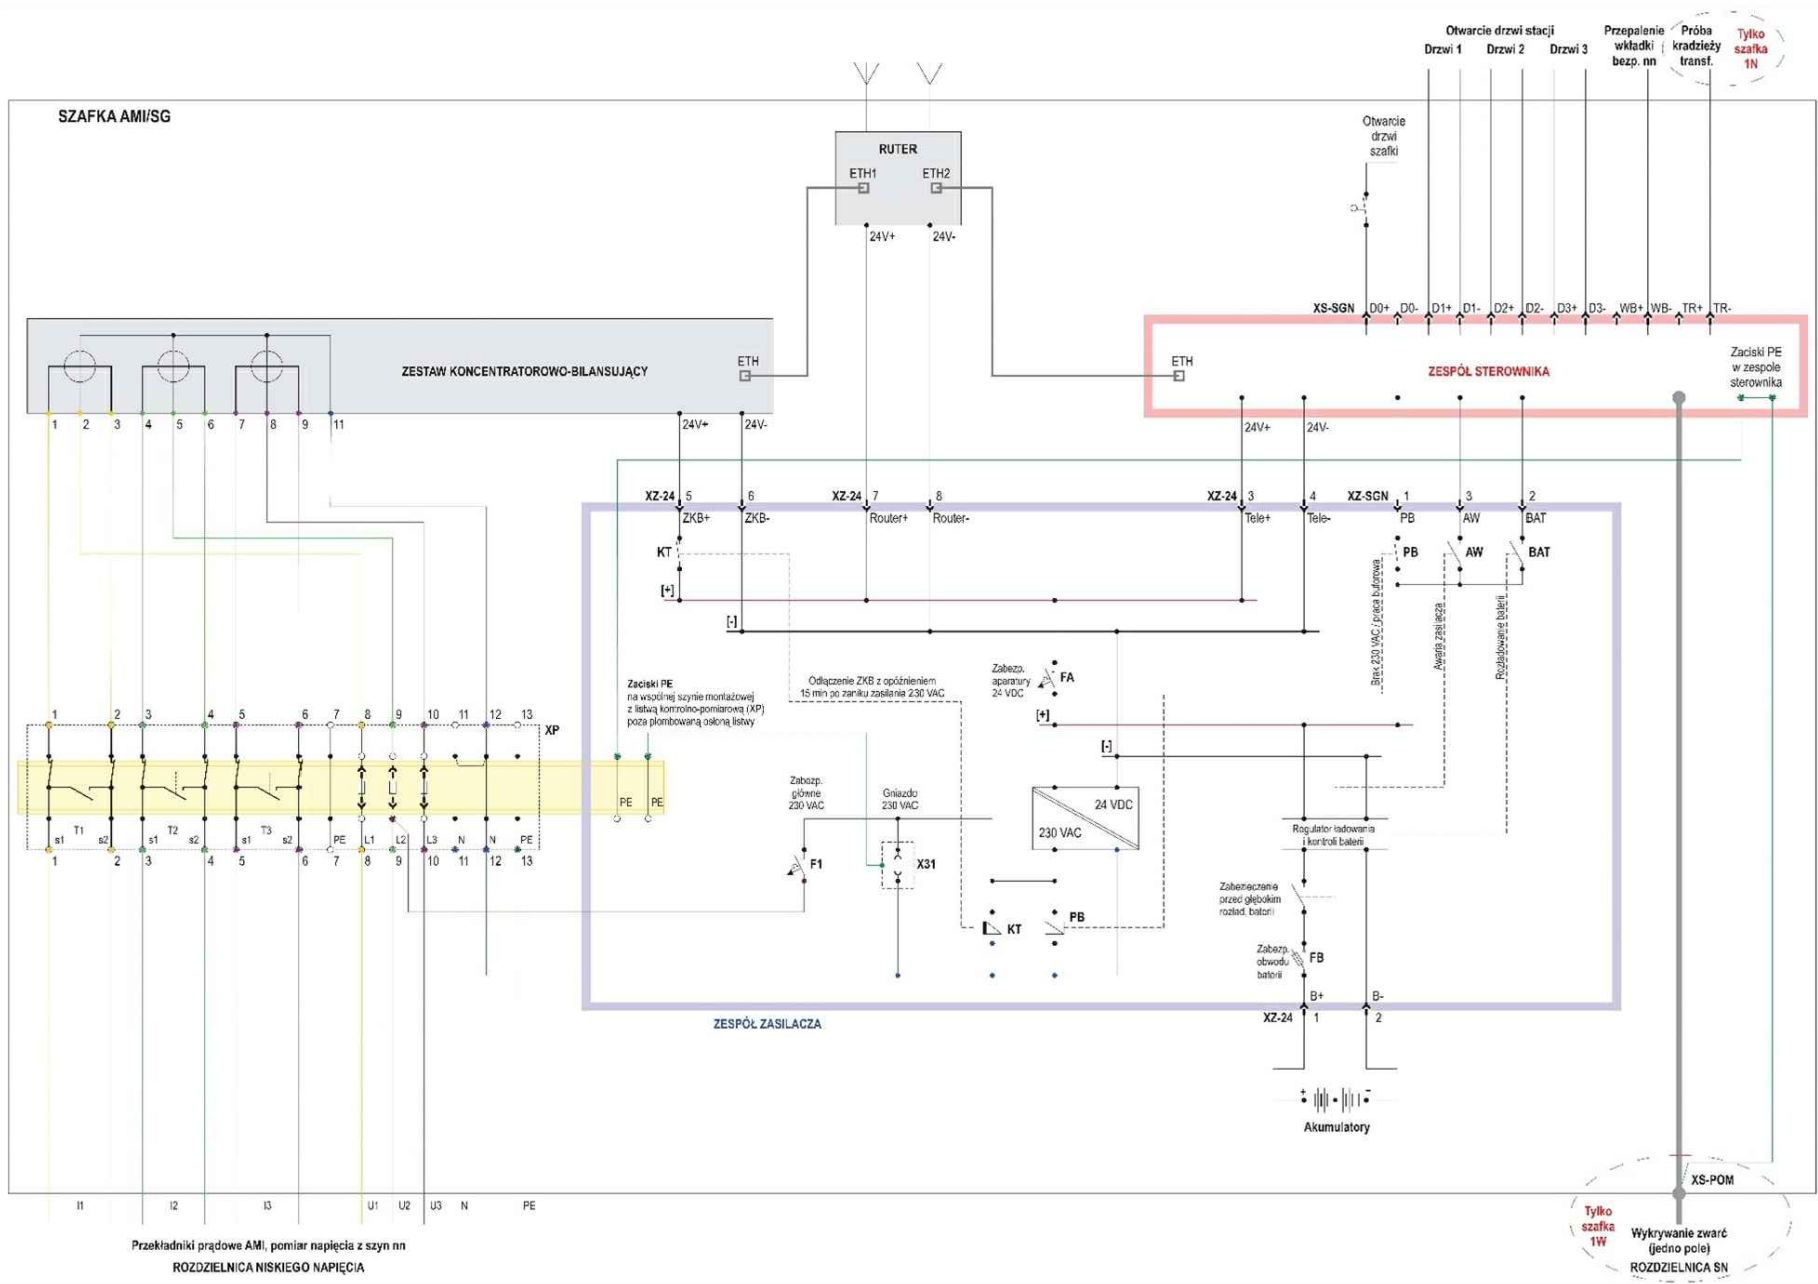 Otwarcie drzwi stacji
Drzwi 1 Drzwi 2 Drzwi 3
Przepalenie
wkładki
bezp. nn
Próba
kradzieży
transf.
Tylko
szafka
1N
SZAFKA AMI/SG
Otwarcie
drzwi
szafki
RUTER
ETH1 ETH2
24V+ 24V-
XS-SGN D0+ D0- D1+ D1- D2+ D2- D3+ D3- WB+ WB- TR+ TR-
ZESTAW KONCENTRATOROWO-BILANSUJĄCY
ETH
ETH
ZESPÓŁ STEROWNIKA
Zaciski PE
w zespole
sterownika
1 2 3 4 5 6 7 8 9 11
24V+ 24V-
24V+ 24V-
XZ-24 5 6 XZ-24 7 8 XZ-24 3 4 XZ-SGN 1 3 2
ZKB+ ZKB- Router+ Router- Tele+ Tele- PB AW BAT
KT
PB AW BAT
[+]
[-]
Brak 230 VAC / praca buforowa
Awaria zasilacza
Rozładowanie baterii
Zaciski PE
na wspólnej szynie montażowej
z listwą kontrolno-pomiarową (XP)
poza plombowaną osłoną listwy
Odłączenie ZKB z opóźnieniem
15 min po zaniku zasilania 230 VAC
Zabezp.
aparatury
24 VDC
FA
[+]
[-]
1 2 3 4 5 6 7 8 9 10 11 12 13
XP
Zabezp.
główne
230 VAC
Gniazdo
230 VAC
24 VDC
230 VAC
PE PE
T1 T2 T3
s1 s2 s1 s2 s1 s2 PE L1 L2 L3 N N PE
1 2 3 4 5 6 7 8 9 10 11 12 13
Regulator ładowania
i kontroli baterii
F1
X31
Zabezpieczenie
przed głębokim
rozład. baterii
KT
PB
Zabezp.
obwodu
baterii
FB
B+ B-
XZ-24 1 2
ZESPÓŁ ZASILACZA
+ -
Akumulatory
XS-POM
I1 I2 I3 U1 U2 U3 N PE
Tylko
szafka
1W
Wykrywanie zwarć
(jedno pole)
ROZDZIELNICA SN
Przekładniki prądowe AMI, pomiar napięcia z szyn nn
ROZDZIELNICA NISKIEGO NAPIĘCIA